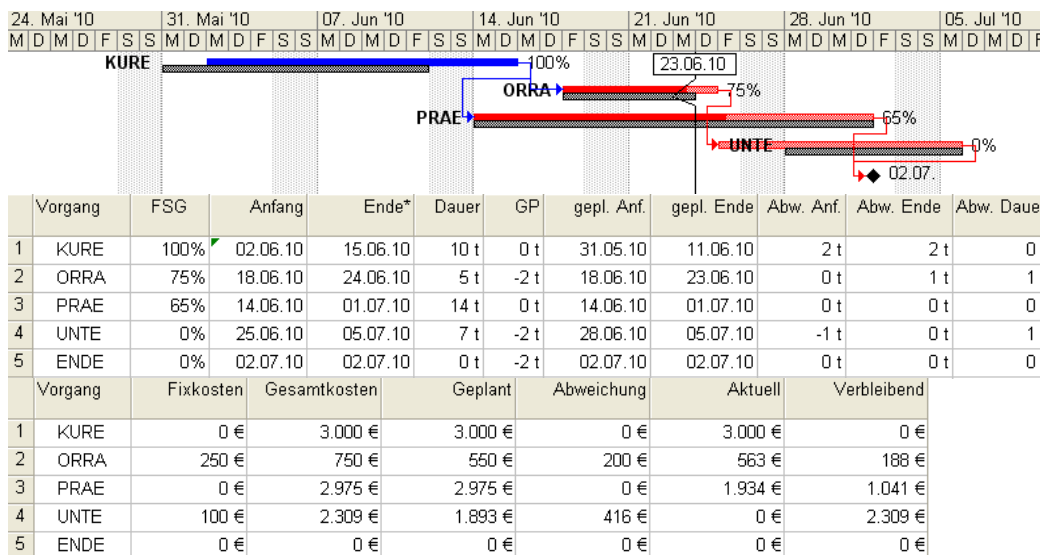 24. Mai '10 31. Mai '10 07. Jun '10 14. Jun '10 21. Jun '10 28. Jun '10 05. Jul '10
M D M D F S S M D M D F S S M D M D F S S M D M D F S S M D M D F S S M D M D F S S M D M D F
KURE 100% 23.06.10
ORRA 75%
PRAE 65%
UNTE 0%
02.07.
Vorgang FSG Anfang Ende* Dauer GP gepl. Anf. gepl. Ende Abw. Anf. Abw. Ende Abw. Daue
1 KURE 100% 02.06.10 15.06.10 10 t 0 t 31.05.10 11.06.10 2 t 2 t 0
2 ORRA 75% 18.06.10 24.06.10 5 t -2 t 18.06.10 23.06.10 0 t 1 t 1
3 PRAE 65% 14.06.10 01.07.10 14 t 0 t 14.06.10 01.07.10 0 t 0 t 0
4 UNTE 0% 25.06.10 05.07.10 7 t -2 t 28.06.10 05.07.10 -1 t 0 t 1
5 ENDE 0% 02.07.10 02.07.10 0 t -2 t 02.07.10 02.07.10 0 t 0 t 0
Vorgang Fixkosten Gesamtkosten Geplant Abweichung Aktuell Verbleibend
1 KURE 0 € 3.000 € 3.000 € 0 € 3.000 € 0 €
2 ORRA 250 € 750 € 550 € 200 € 563 € 188 €
3 PRAE 0 € 2.975 € 2.975 € 0 € 1.934 € 1.041 €
4 UNTE 100 € 2.309 € 1.893 € 416 € 0 € 2.309 €
5 ENDE 0 € 0 € 0 € 0 € 0 € 0 €